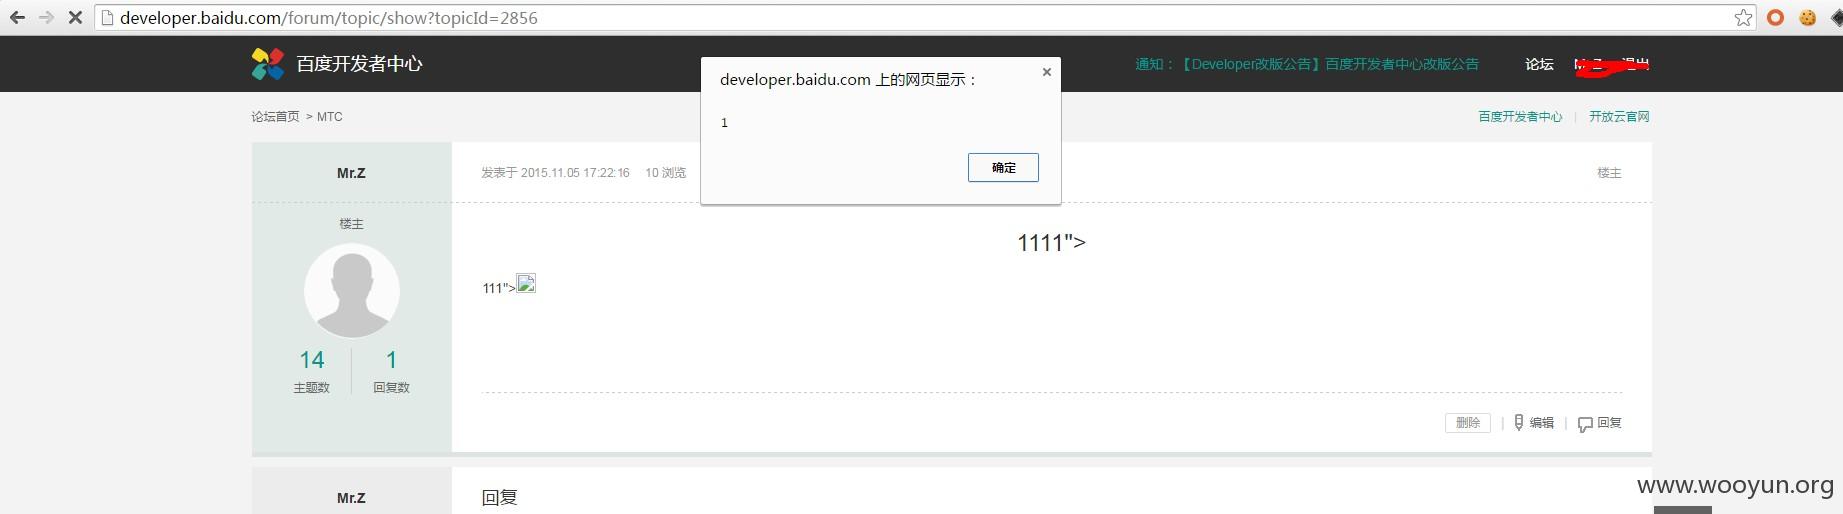 developer.baidu.com/forum/topic/show?topicId=2856
百度开发者中心
通知：【Developer改版公告】百度开发者中心改版公告
论坛
developer.baidu.com 上的网页显示：
1
确定
论坛首页 > MTC
百度开发者中心 | 开放云官网
Mr.Z
发表于 2015.11.05 17:22:16 10 浏览
楼主
楼主
1111">
111">
14
1
主题数
回复数
删除 | 编辑 | 回复
Mr.Z
回复
www.wooyun.org